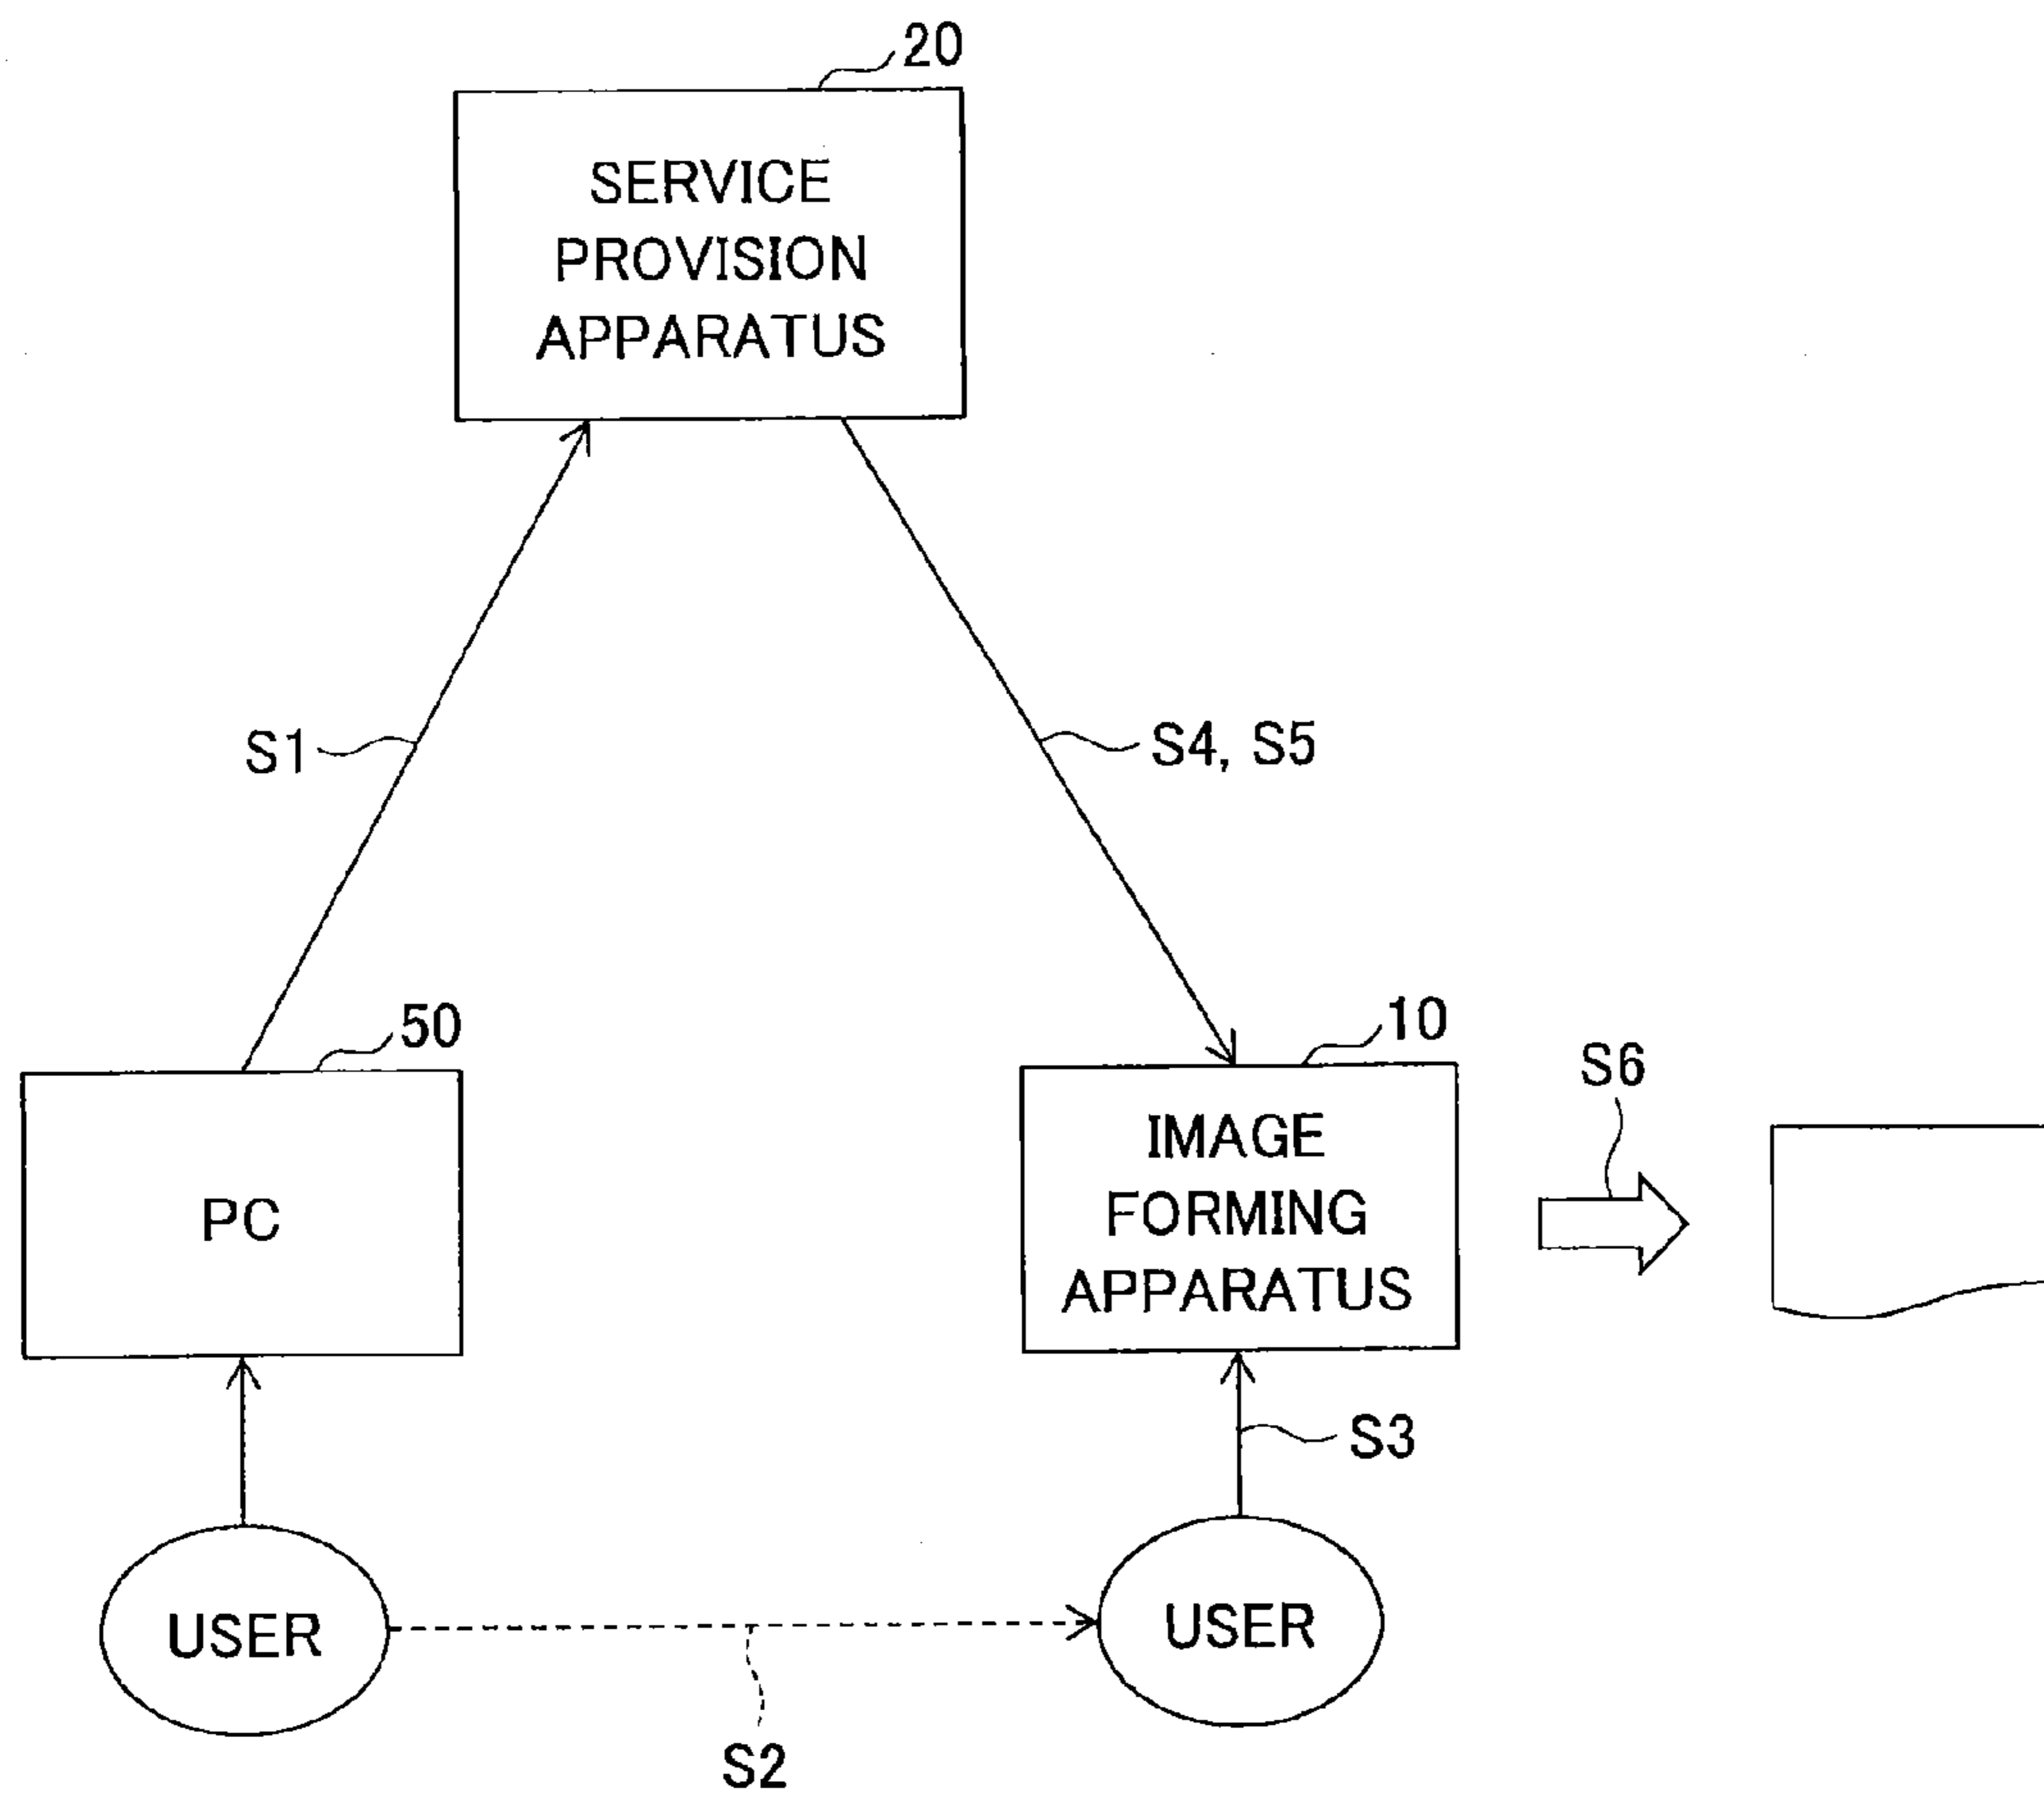 20
SERVICE
PROVISION
APPARATUS
S1
S4, S5
50
10
S6
PC
IMAGE
FORMING
APPARATUS
S3
USER
USER
S2